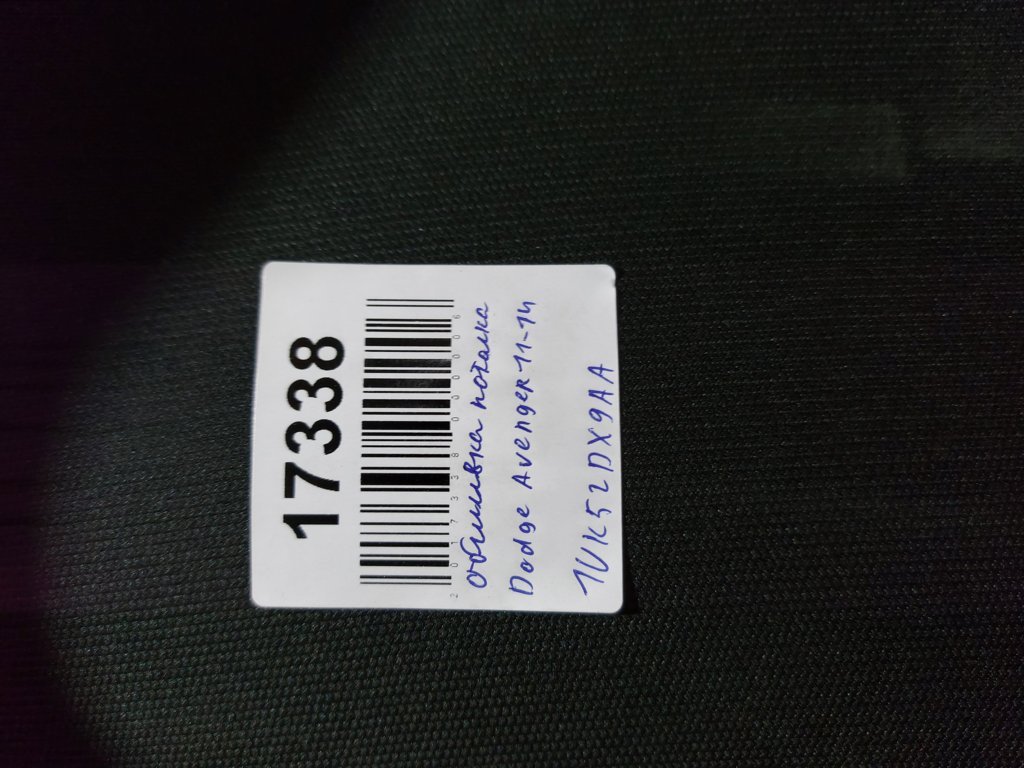 17338
2017338000006
обшивка потолка
Dodge Avenger 11-14
1UK52DX9AA